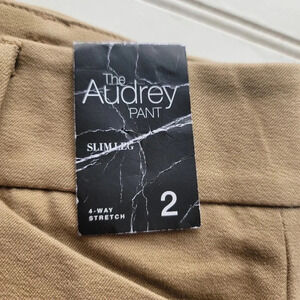 The
Audrey
PANT
SLIM LEG
4-WAY
STRETCH
2